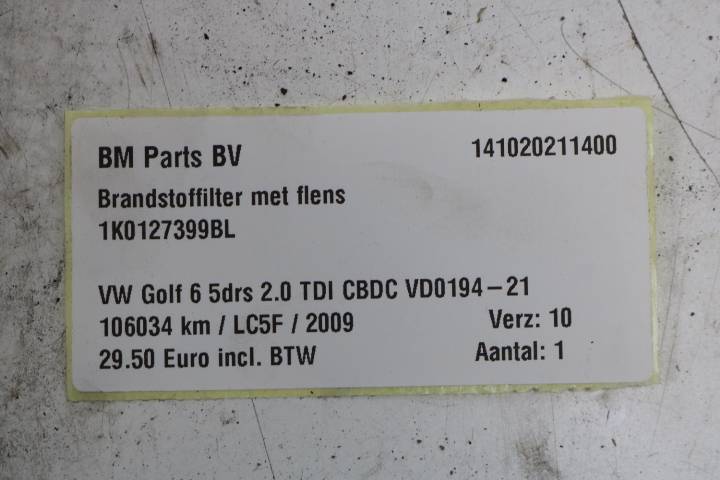 BM Parts BV 141020211400
Brandstoffilter met flens
1K0127399BL
VW Golf 6 5drs 2.0 TDI CBDC VD0194-21
106034 km / LC5F / 2009 Verz: 10
29.50 Euro incl. BTW Aantal: 1